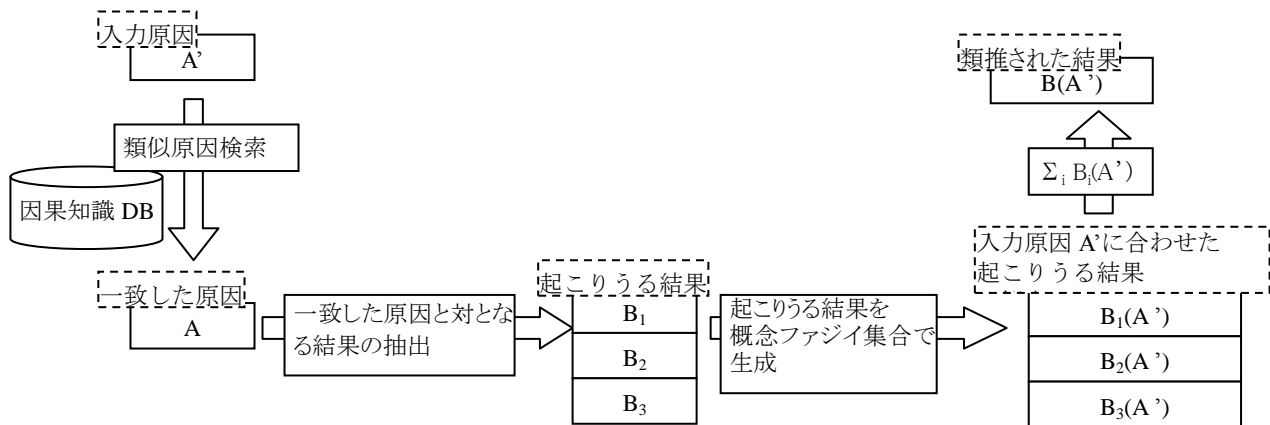 入力原因
A’
類似原因検索
因果知識 DB
一致した原因
A
一致した原因と対とな
る結果の抽出
起こりうる結果
B₁
B₂
B₃
起こりうる結果を
概念ファジイ集合で
生成
入力原因 A’に合わせた
起こりうる結果
B₁(A’)
B₂(A’)
B₃(A’)
Σᵢ Bᵢ(A’)
類推された結果
B(A’)